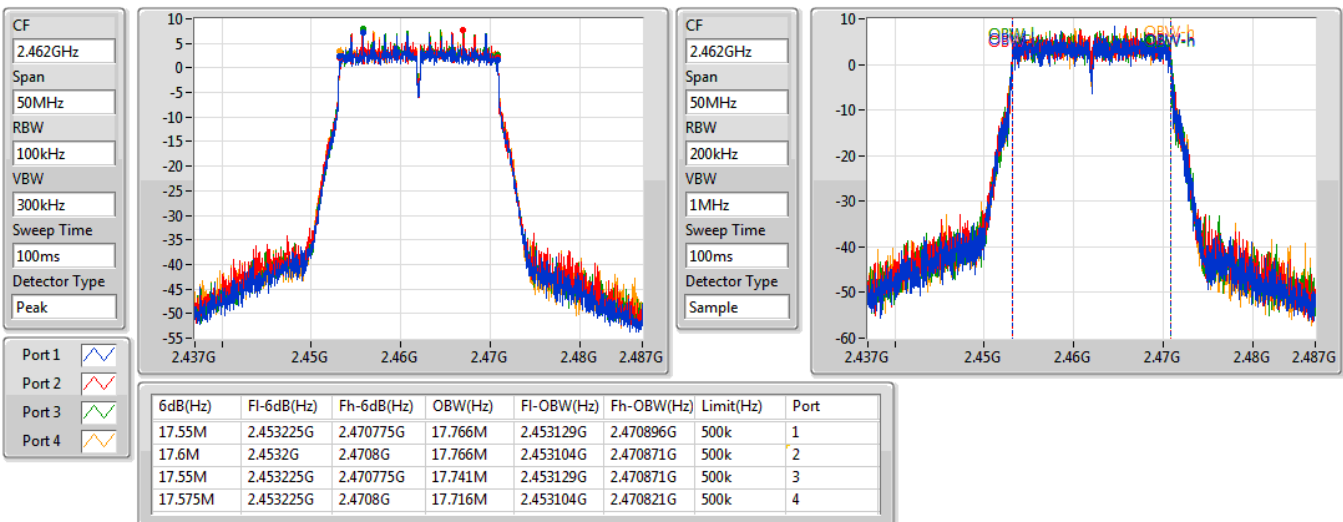 CF
2.462GHz
Span
50MHz
RBW
100kHz
VBW
300kHz
Sweep Time
100ms
Detector Type
Peak
10
5
0
-5
-10
-15
-20
-25
-30
-35
-40
-45
-50
-55
2.437G 2.45G 2.46G 2.47G 2.48G 2.487G
CF
2.462GHz
Span
50MHz
RBW
200kHz
VBW
1MHz
Sweep Time
100ms
Detector Type
Sample
OBW-h
10
0
-10
-20
-30
-40
-50
-60
2.437G 2.45G 2.46G 2.47G 2.48G 2.487G
Port 1
Port 2
Port 3
Port 4
6dB(Hz) Fl-6dB(Hz) Fh-6dB(Hz) OBW(Hz) Fl-OBW(Hz) Fh-OBW(Hz) Limit(Hz) Port
17.55M 2.453225G 2.470775G 17.766M 2.453129G 2.470896G 500k 1
17.6M 2.4532G 2.4708G 17.766M 2.453104G 2.470871G 500k 2
17.55M 2.453225G 2.470775G 17.741M 2.453129G 2.470871G 500k 3
17.575M 2.453225G 2.4708G 17.716M 2.453104G 2.470821G 500k 4